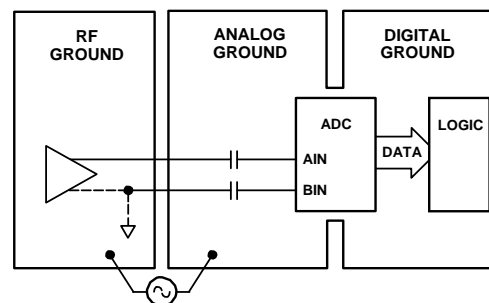 RF
GROUND
ANALOG
GROUND
DIGITAL
GROUND
ADC
AIN
BIN
DATA
LOGIC